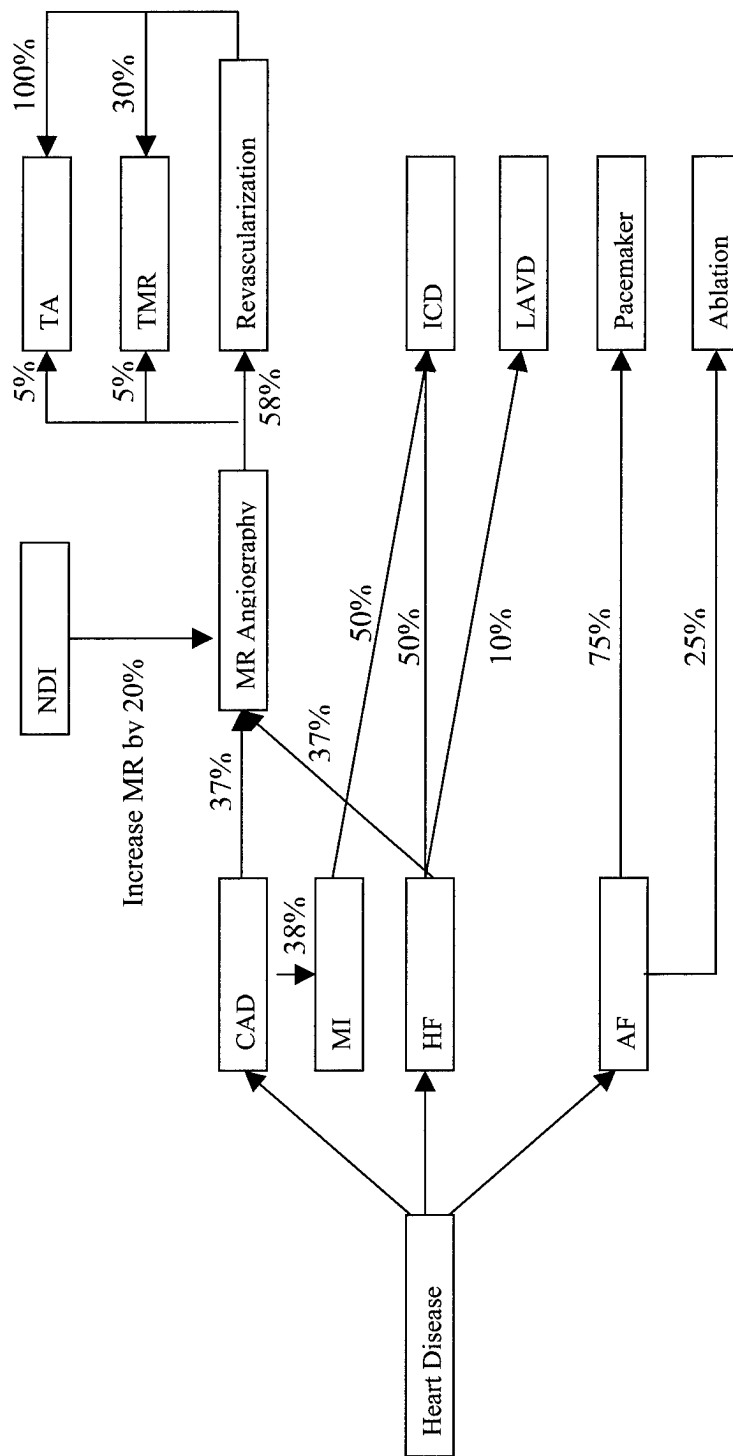 Heart Disease
CAD
38%
MI
HF
AF
NDI
Increase MR by 20%
37%
37%
MR Angiography
50%
50%
10%
75%
25%
5%
5%
58%
TA
TMR
Revascularization
100%
30%
ICD
LAVD
Pacemaker
Ablation